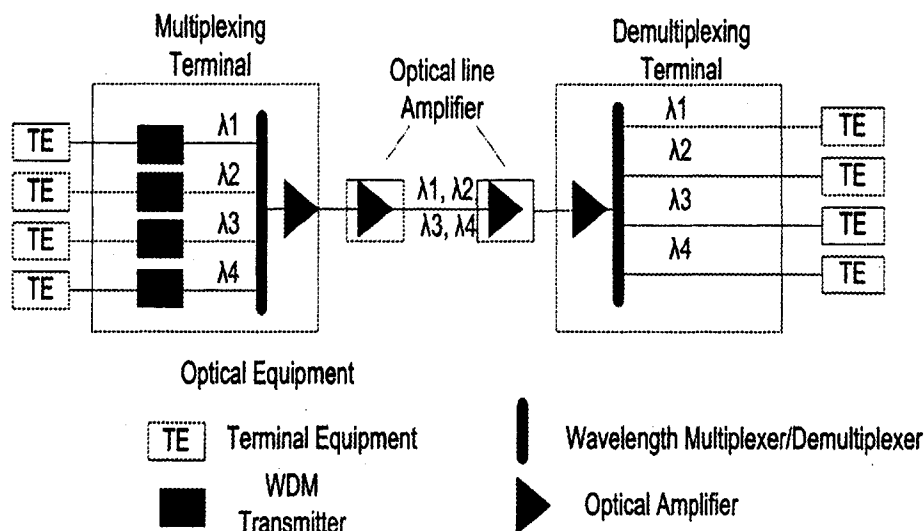 Multiplexing
Terminal
Optical line
Amplifier
Demultiplexing
Terminal
TE λ1 λ1 TE
TE λ2 λ2 TE
λ1, λ2
TE λ3 λ3 TE
λ3, λ4
TE λ4 λ4 TE
Optical Equipment
TE Terminal Equipment
Wavelength Multiplexer/Demultiplexer
WDM
Transmitter
Optical Amplifier